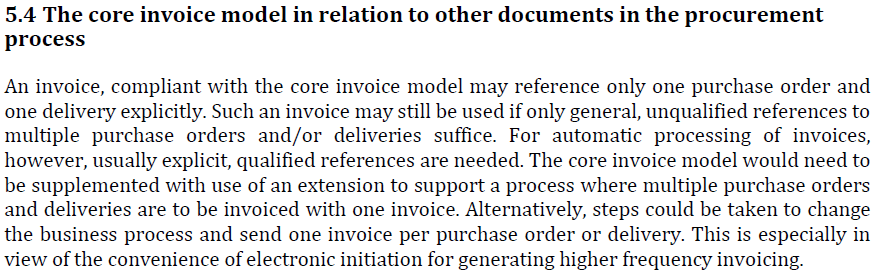 5.4 The core invoice model in relation to other documents in the procurement
process
An invoice, compliant with the core invoice model may reference only one purchase order and
one delivery explicitly. Such an invoice may still be used if only general, unqualified references to
multiple purchase orders and/or deliveries suffice. For automatic processing of invoices,
however, usually explicit, qualified references are needed. The core invoice model would need to
be supplemented with use of an extension to support a process where multiple purchase orders
and deliveries are to be invoiced with one invoice. Alternatively, steps could be taken to change
the business process and send one invoice per purchase order or delivery. This is especially in
view of the convenience of electronic initiation for generating higher frequency invoicing.